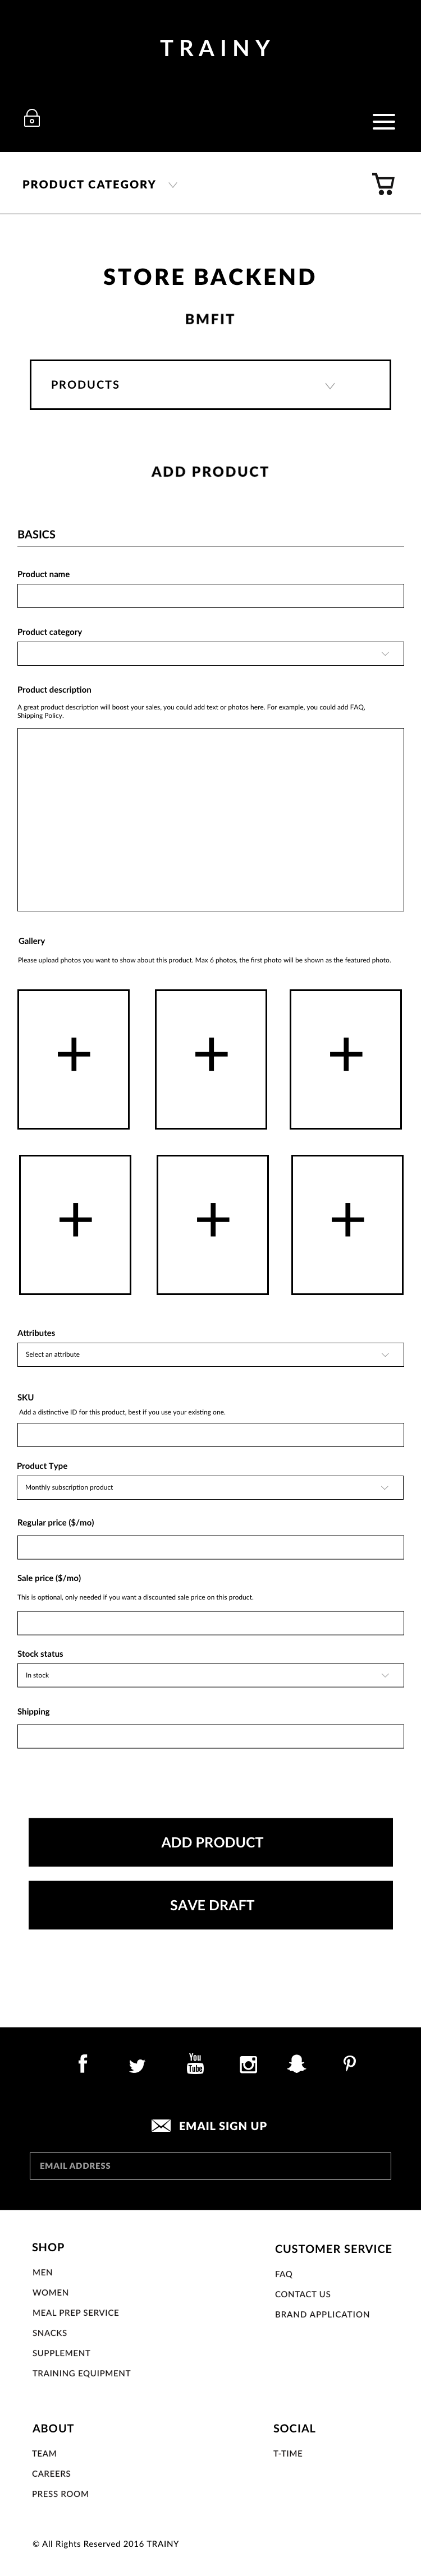 TRAINY
PRODUCT CATEGORY
STORE BACKEND
BMFIT
PRODUCTS
ADD PRODUCT
BASICS
Product name
Product category
Product description
A great product description will boost your sales, you could add text or photos here. For example, you could add FAQ,
Shipping Policy.
Gallery
Please upload photos you want to show about this product. Max 6 photos, the first photo will be shown as the featured photo.
Attributes
Select an attribute
SKU
Add a distinctive ID for this product, best if you use your existing one.
Product Type
Monthly subscription product
Regular price ($/mo)
Sale price ($/mo)
This is optional, only needed if you want a discounted sale price on this product.
Stock status
In stock
Shipping
ADD PRODUCT
SAVE DRAFT
You
Tube
EMAIL SIGN UP
EMAIL ADDRESS
SHOP
MEN
WOMEN
MEAL PREP SERVICE
SNACKS
SUPPLEMENT
TRAINING EQUIPMENT
CUSTOMER SERVICE
FAQ
CONTACT US
BRAND APPLICATION
ABOUT
TEAM
CAREERS
PRESS ROOM
SOCIAL
T-TIME
© All Rights Reserved 2016 TRAINY